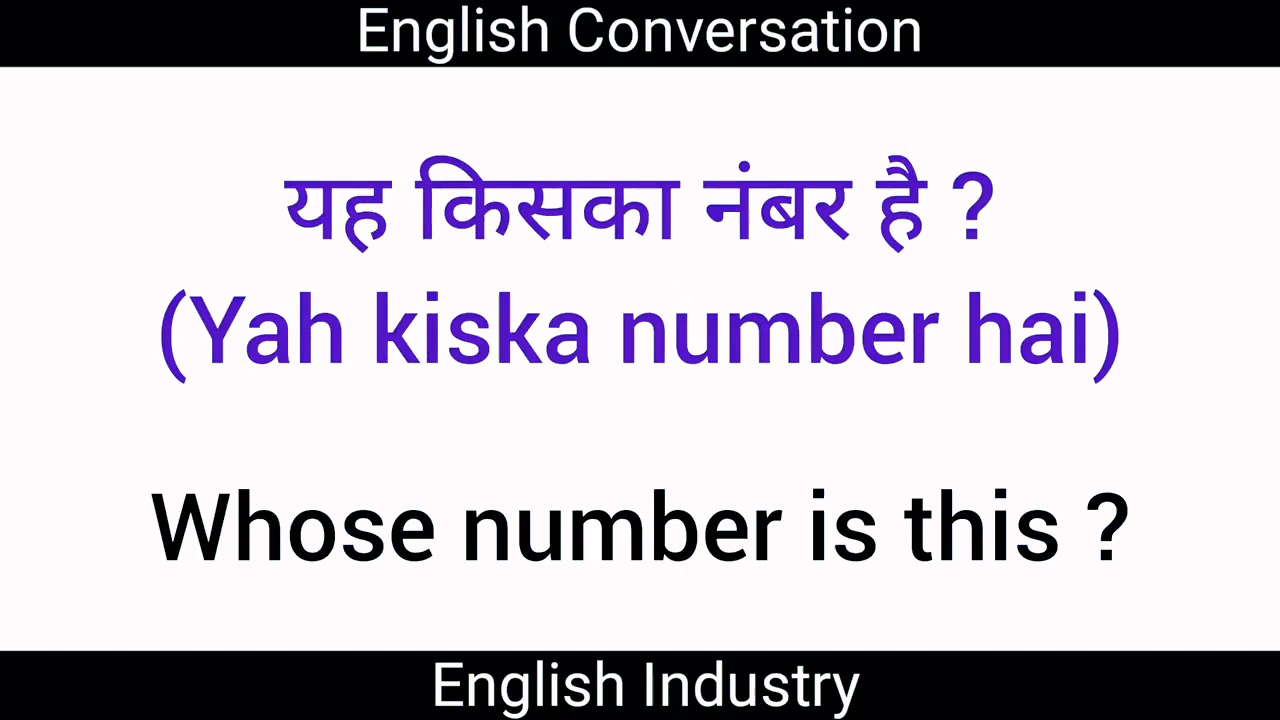 English Conversation
यह किसका नंबर है ?
(Yah kiska number hai)
Whose number is this ?
English Industry